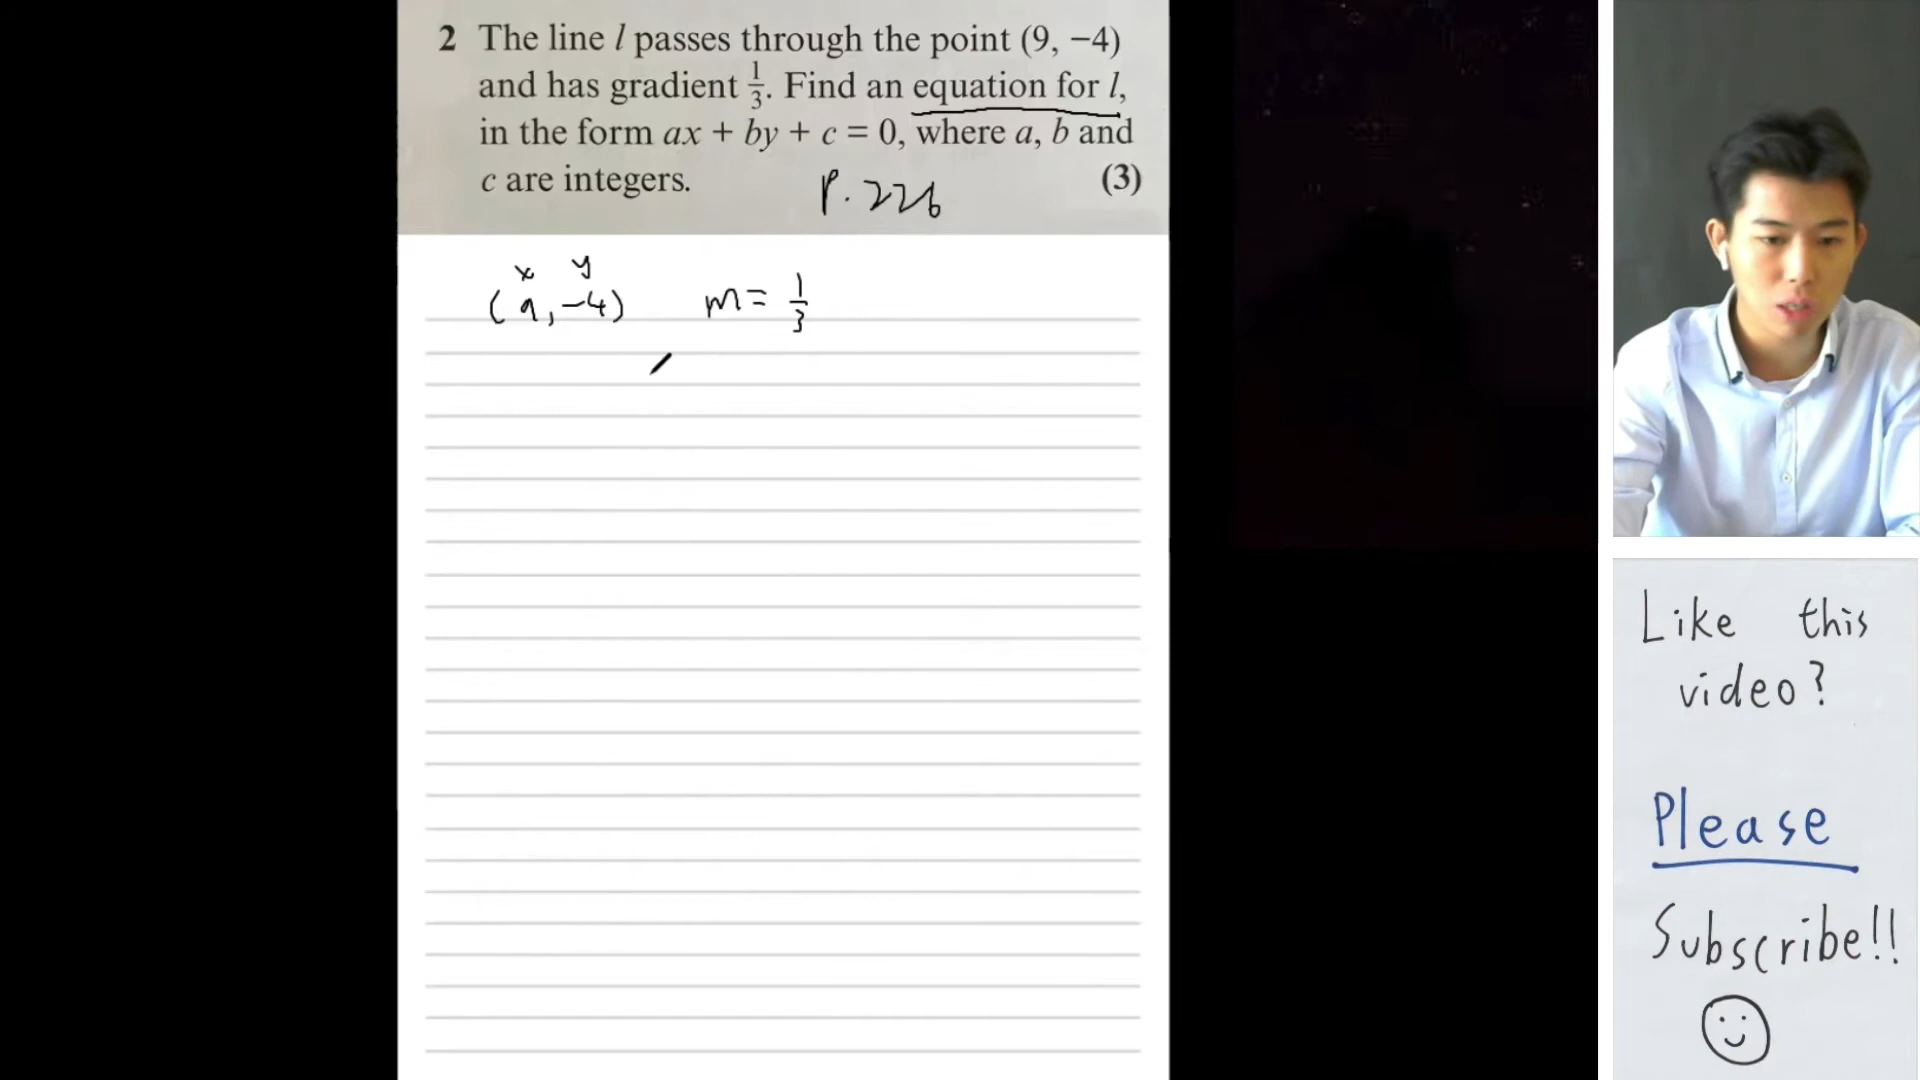 2 The line l passes through the point (9, −4)
and has gradient 1/3. Find an equation for l,
in the form ax + by + c = 0, where a, b and
c are integers. (3)
P. 226
x y
(9, −4) m = 1/3
Like this
video?
Please
Subscribe!!